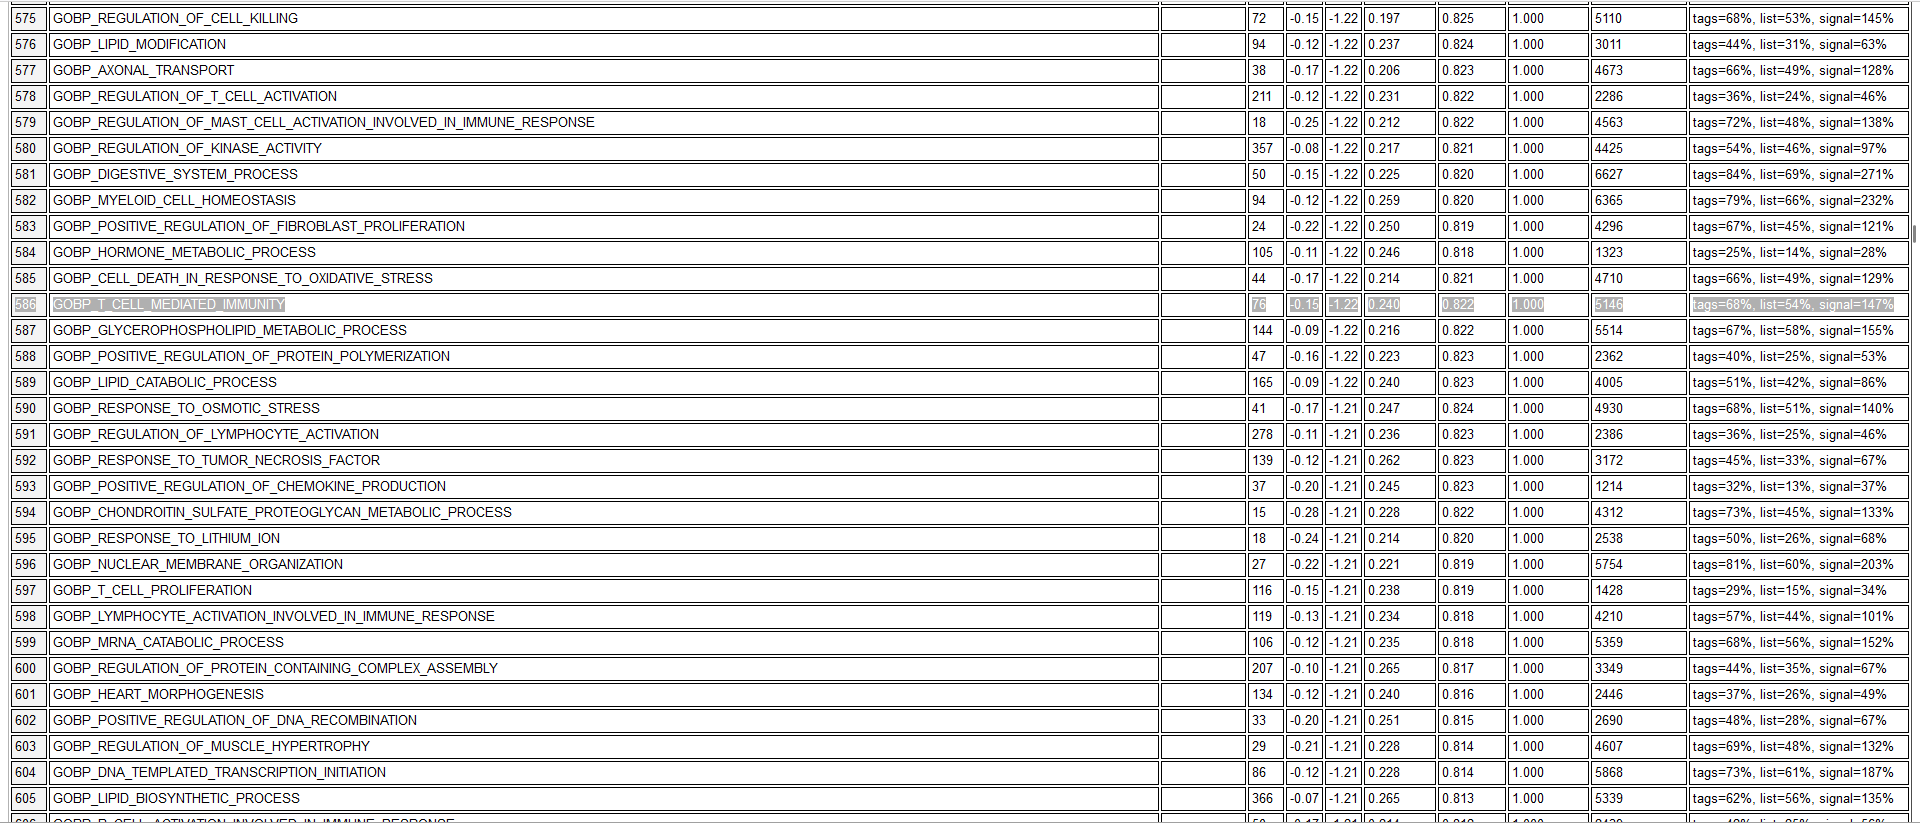 575 GOBP_REGULATION_OF_CELL_KILLING 72 -0.15 -1.22 0.197 0.825 1.000 5110 tags=68%, list=53%, signal=145%
576 GOBP_LIPID_MODIFICATION 94 -0.12 -1.22 0.237 0.824 1.000 3011 tags=44%, list=31%, signal=63%
577 GOBP_AXONAL_TRANSPORT 38 -0.17 -1.22 0.206 0.823 1.000 4673 tags=66%, list=49%, signal=128%
578 GOBP_REGULATION_OF_T_CELL_ACTIVATION 211 -0.12 -1.22 0.231 0.822 1.000 2286 tags=36%, list=24%, signal=46%
579 GOBP_REGULATION_OF_MAST_CELL_ACTIVATION_INVOLVED_IN_IMMUNE_RESPONSE 18 -0.25 -1.22 0.212 0.822 1.000 4563 tags=72%, list=48%, signal=138%
580 GOBP_REGULATION_OF_KINASE_ACTIVITY 357 -0.08 -1.22 0.217 0.821 1.000 4425 tags=54%, list=46%, signal=97%
581 GOBP_DIGESTIVE_SYSTEM_PROCESS 50 -0.15 -1.22 0.225 0.820 1.000 6627 tags=84%, list=69%, signal=271%
582 GOBP_MYELOID_CELL_HOMEOSTASIS 94 -0.12 -1.22 0.259 0.820 1.000 6365 tags=79%, list=66%, signal=232%
583 GOBP_POSITIVE_REGULATION_OF_FIBROBLAST_PROLIFERATION 24 -0.22 -1.22 0.250 0.819 1.000 4296 tags=67%, list=45%, signal=121%
584 GOBP_HORMONE_METABOLIC_PROCESS 105 -0.11 -1.22 0.246 0.818 1.000 1323 tags=25%, list=14%, signal=28%
585 GOBP_CELL_DEATH_IN_RESPONSE_TO_OXIDATIVE_STRESS 44 -0.17 -1.22 0.214 0.821 1.000 4710 tags=66%, list=49%, signal=129%
586 GOBP_T_CELL_MEDIATED_IMMUNITY 76 -0.15 -1.22 0.240 0.822 1.000 5146 tags=68%, list=54%, signal=147%
587 GOBP_GLYCEROPHOSPHOLIPID_METABOLIC_PROCESS 144 -0.09 -1.22 0.216 0.822 1.000 5514 tags=67%, list=58%, signal=155%
588 GOBP_POSITIVE_REGULATION_OF_PROTEIN_POLYMERIZATION 47 -0.16 -1.22 0.223 0.823 1.000 2362 tags=40%, list=25%, signal=53%
589 GOBP_LIPID_CATABOLIC_PROCESS 165 -0.09 -1.22 0.240 0.823 1.000 4005 tags=51%, list=42%, signal=86%
590 GOBP_RESPONSE_TO_OSMOTIC_STRESS 41 -0.17 -1.21 0.247 0.824 1.000 4930 tags=68%, list=51%, signal=140%
591 GOBP_REGULATION_OF_LYMPHOCYTE_ACTIVATION 278 -0.11 -1.21 0.236 0.823 1.000 2386 tags=36%, list=25%, signal=46%
592 GOBP_RESPONSE_TO_TUMOR_NECROSIS_FACTOR 139 -0.12 -1.21 0.262 0.823 1.000 3172 tags=45%, list=33%, signal=67%
593 GOBP_POSITIVE_REGULATION_OF_CHEMOKINE_PRODUCTION 37 -0.20 -1.21 0.245 0.823 1.000 1214 tags=32%, list=13%, signal=37%
594 GOBP_CHONDROITIN_SULFATE_PROTEOGLYCAN_METABOLIC_PROCESS 15 -0.28 -1.21 0.228 0.822 1.000 4312 tags=73%, list=45%, signal=133%
595 GOBP_RESPONSE_TO_LITHIUM_ION 18 -0.24 -1.21 0.214 0.820 1.000 2538 tags=50%, list=26%, signal=68%
596 GOBP_NUCLEAR_MEMBRANE_ORGANIZATION 27 -0.22 -1.21 0.221 0.819 1.000 5754 tags=81%, list=60%, signal=203%
597 GOBP_T_CELL_PROLIFERATION 116 -0.15 -1.21 0.238 0.819 1.000 1428 tags=29%, list=15%, signal=34%
598 GOBP_LYMPHOCYTE_ACTIVATION_INVOLVED_IN_IMMUNE_RESPONSE 119 -0.13 -1.21 0.234 0.818 1.000 4210 tags=57%, list=44%, signal=101%
599 GOBP_MRNA_CATABOLIC_PROCESS 106 -0.12 -1.21 0.235 0.818 1.000 5359 tags=68%, list=56%, signal=152%
600 GOBP_REGULATION_OF_PROTEIN_CONTAINING_COMPLEX_ASSEMBLY 207 -0.10 -1.21 0.265 0.817 1.000 3349 tags=44%, list=35%, signal=67%
601 GOBP_HEART_MORPHOGENESIS 134 -0.12 -1.21 0.240 0.816 1.000 2446 tags=37%, list=26%, signal=49%
602 GOBP_POSITIVE_REGULATION_OF_DNA_RECOMBINATION 33 -0.20 -1.21 0.251 0.815 1.000 2690 tags=48%, list=28%, signal=67%
603 GOBP_REGULATION_OF_MUSCLE_HYPERTROPHY 29 -0.21 -1.21 0.228 0.814 1.000 4607 tags=69%, list=48%, signal=132%
604 GOBP_DNA_TEMPLATED_TRANSCRIPTION_INITIATION 86 -0.12 -1.21 0.228 0.814 1.000 5868 tags=73%, list=61%, signal=187%
605 GOBP_LIPID_BIOSYNTHETIC_PROCESS 366 -0.07 -1.21 0.265 0.813 1.000 5339 tags=62%, list=56%, signal=135%